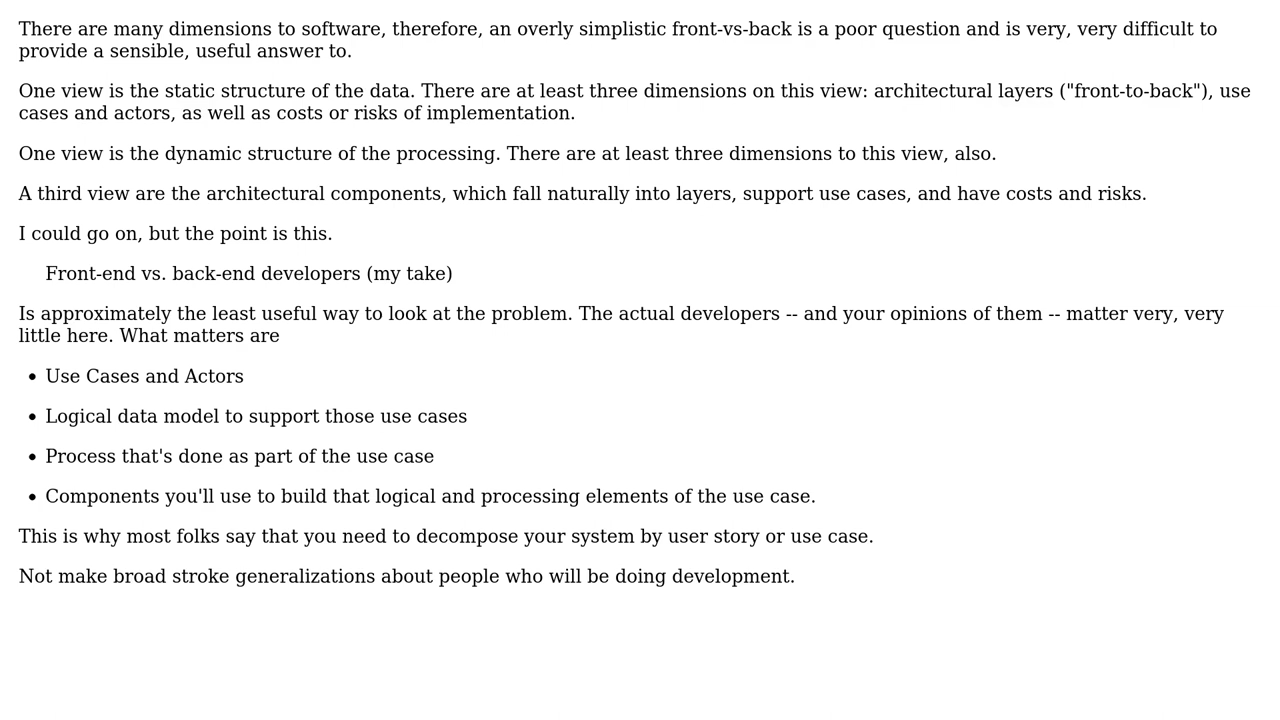 There are many dimensions to software, therefore, an overly simplistic front-vs-back is a poor question and is very, very difficult to
provide a sensible, useful answer to.
One view is the static structure of the data. There are at least three dimensions on this view: architectural layers ("front-to-back"), use
cases and actors, as well as costs or risks of implementation.
One view is the dynamic structure of the processing. There are at least three dimensions to this view, also.
A third view are the architectural components, which fall naturally into layers, support use cases, and have costs and risks.
I could go on, but the point is this.
Front-end vs. back-end developers (my take)
Is approximately the least useful way to look at the problem. The actual developers -- and your opinions of them -- matter very, very
little here. What matters are
• Use Cases and Actors
• Logical data model to support those use cases
• Process that's done as part of the use case
• Components you'll use to build that logical and processing elements of the use case.
This is why most folks say that you need to decompose your system by user story or use case.
Not make broad stroke generalizations about people who will be doing development.